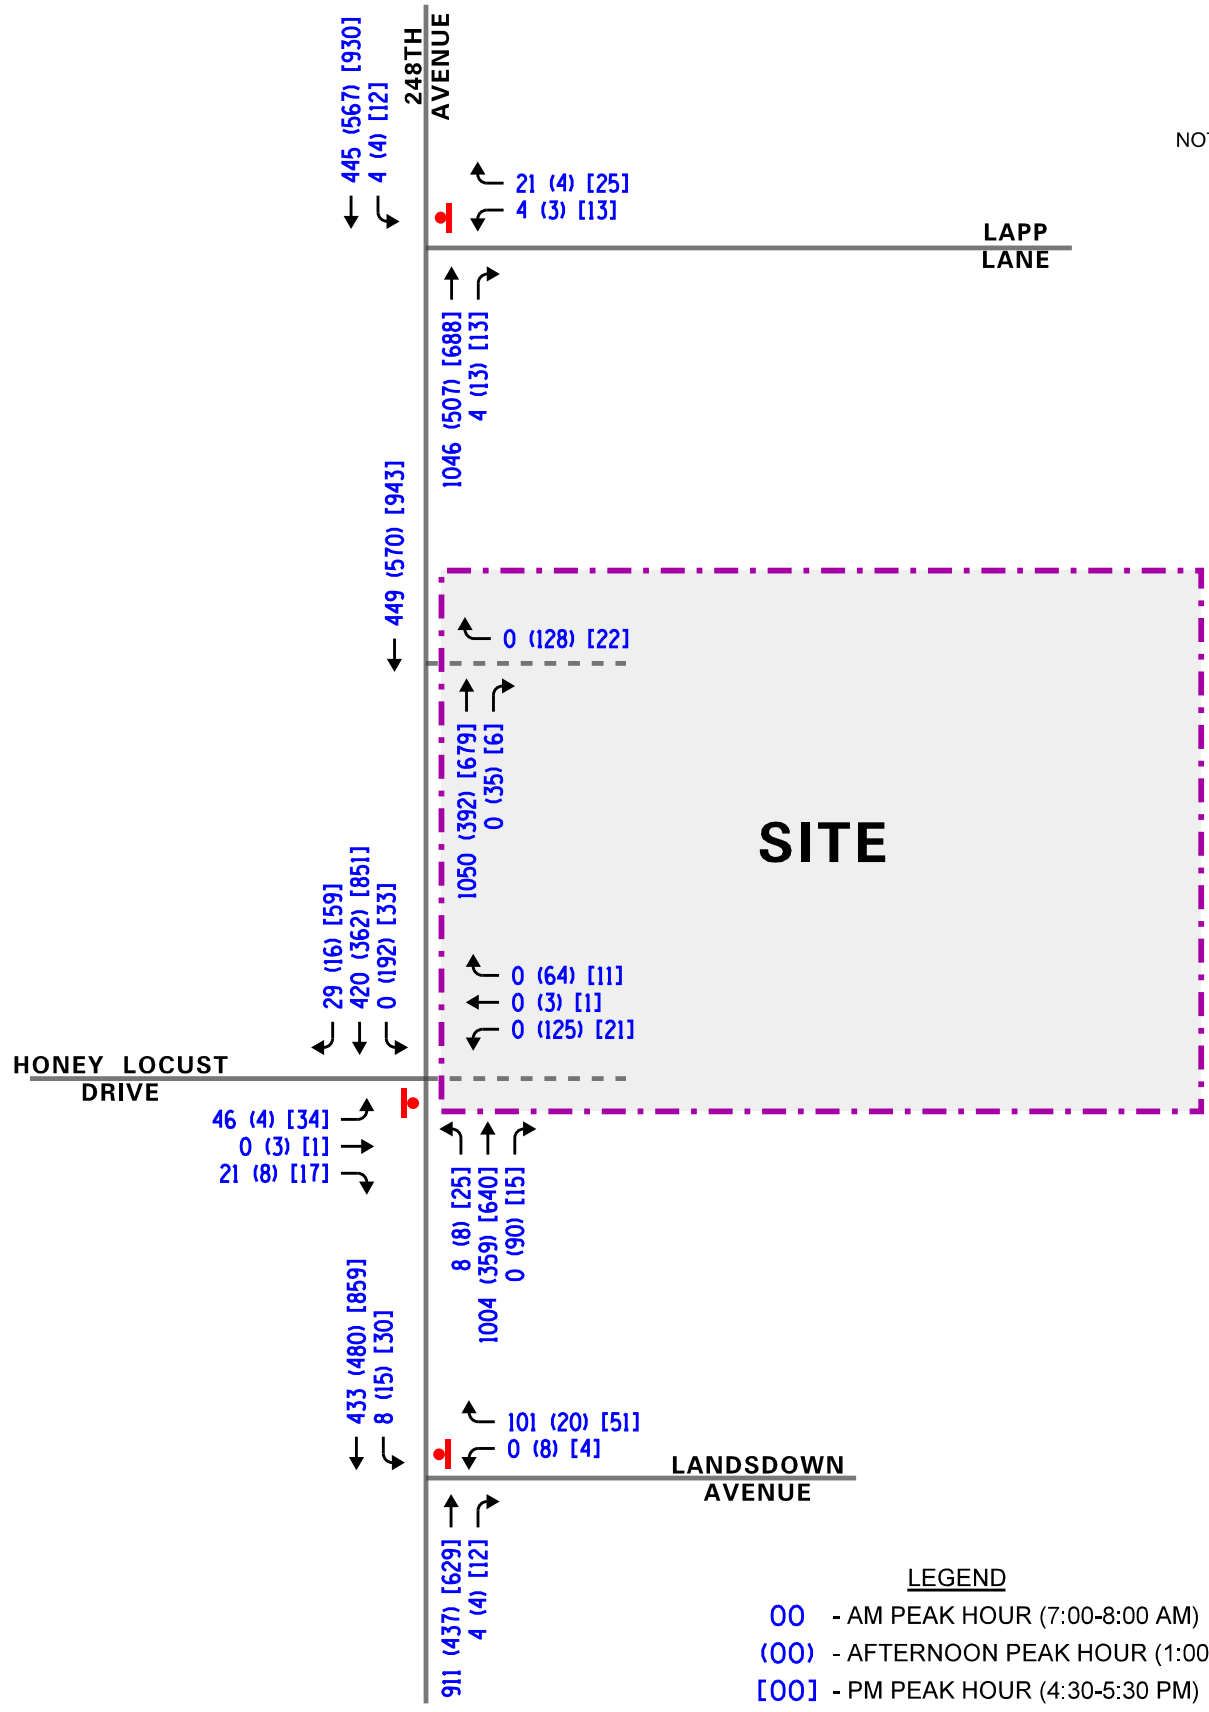 248TH
AVENUE
445 (567) [930]
4 (4) [12]
NOT
21 (4) [25]
4 (3) [13]
LAPP
LANE
1046 (507) [688]
4 (13) [13]
449 (570) [943]
0 (128) [22]
1050 (392) [679]
0 (35) [6]
SITE
29 (16) [59]
420 (362) [851]
0 (192) [33]
0 (64) [11]
0 (3) [1]
0 (125) [21]
HONEY LOCUST
DRIVE
46 (4) [34]
0 (3) [1]
21 (8) [17]
8 (8) [25]
1004 (359) [640]
0 (90) [15]
433 (480) [859]
8 (15) [30]
101 (20) [51]
0 (8) [4]
LANDSDOWN
AVENUE
911 (437) [629]
4 (4) [12]
LEGEND
00 - AM PEAK HOUR (7:00-8:00 AM)
(00) - AFTERNOON PEAK HOUR (1:00
[00] - PM PEAK HOUR (4:30-5:30 PM)